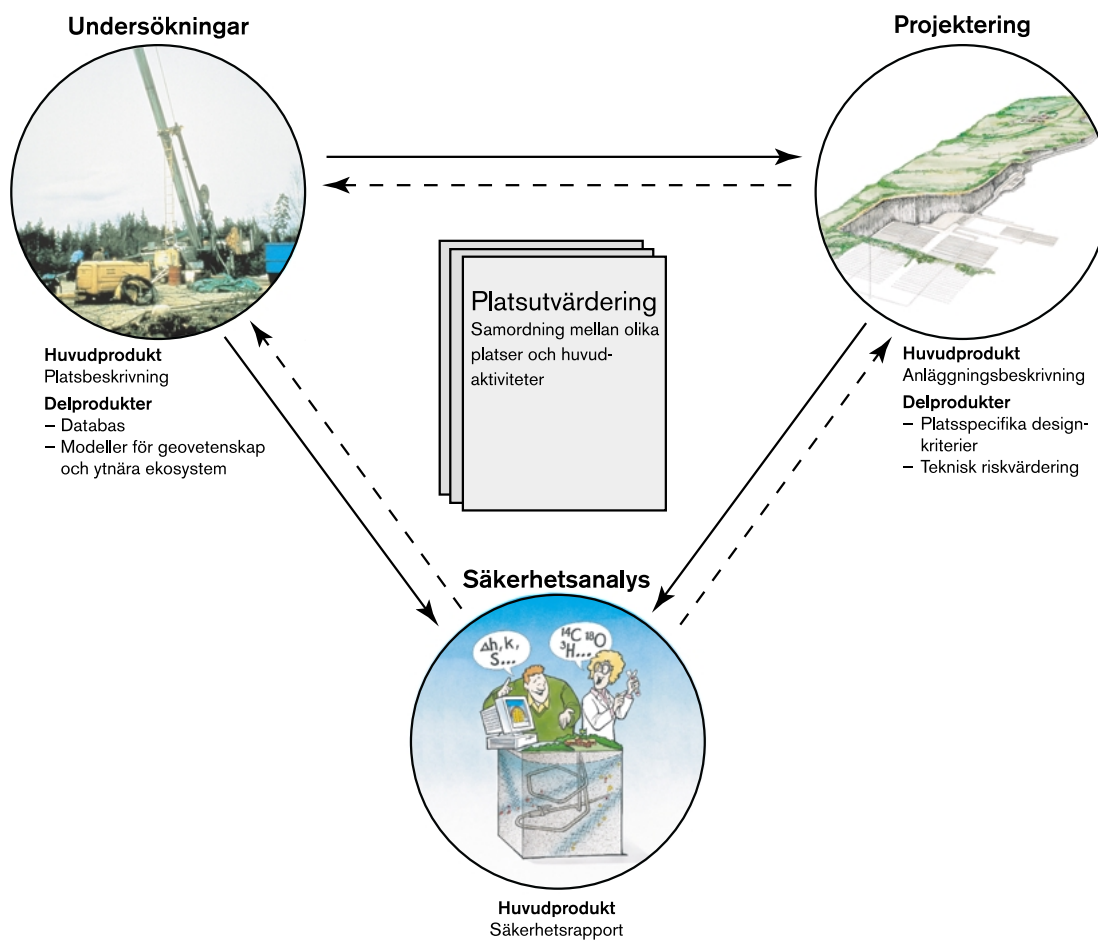 Undersökningar
Projektering
Platsutvärdering
Samordning mellan olika
platser och huvud-
aktiviteter
Huvudprodukt
Platsbeskrivning
Delprodukter
– Databas
– Modeller för geovetenskap
och ytnära ekosystem
Huvudprodukt
Anläggningsbeskrivning
Delprodukter
– Platsspecifika design-
kriterier
– Teknisk riskvärdering
Säkerhetsanalys
Δh, k,
S...
¹⁴C ¹⁸O
³H...
Huvudprodukt
Säkerhetsrapport